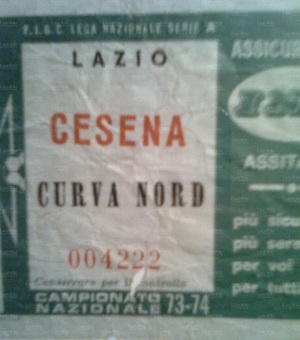 F.I.G.C. LEGA NAZIONALE SERIE A
LAZIO
CESENA
CURVA NORD
004222
Conservare per il controllo
CAMPIONATO
NAZIONALE 73-74
ASSICUR
ASSITA
più sicu
più sere
per voi
per tutti